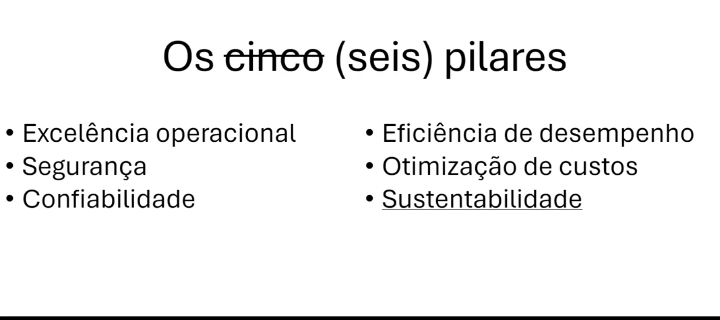 Os cinco (seis) pilares
• Excelência operacional
• Segurança
• Confiabilidade
• Eficiência de desempenho
• Otimização de custos
• Sustentabilidade